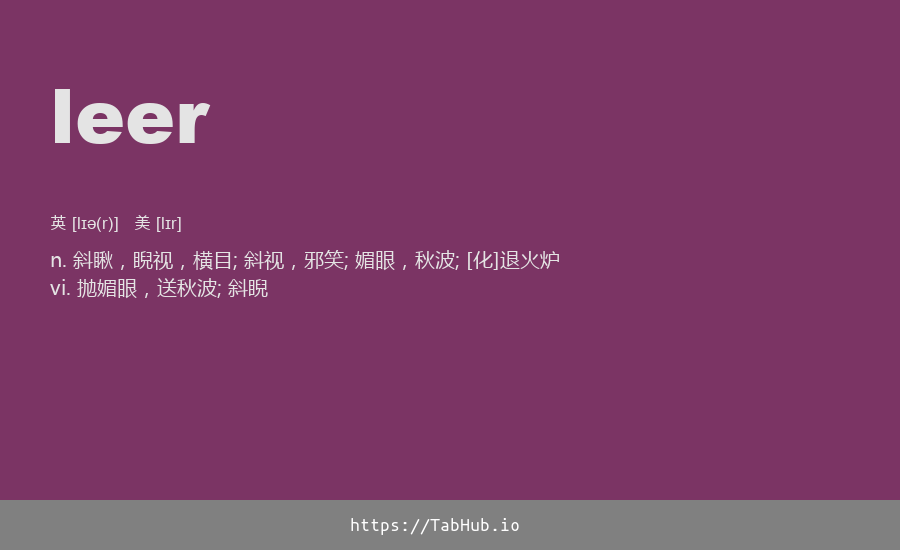 leer
英 [lɪə(r)] 美 [lɪr]
n. 斜瞅，睨视，横目; 斜视，邪笑; 媚眼，秋波; [化]退火炉
vi. 抛媚眼，送秋波; 斜睨
https://TabHub.io